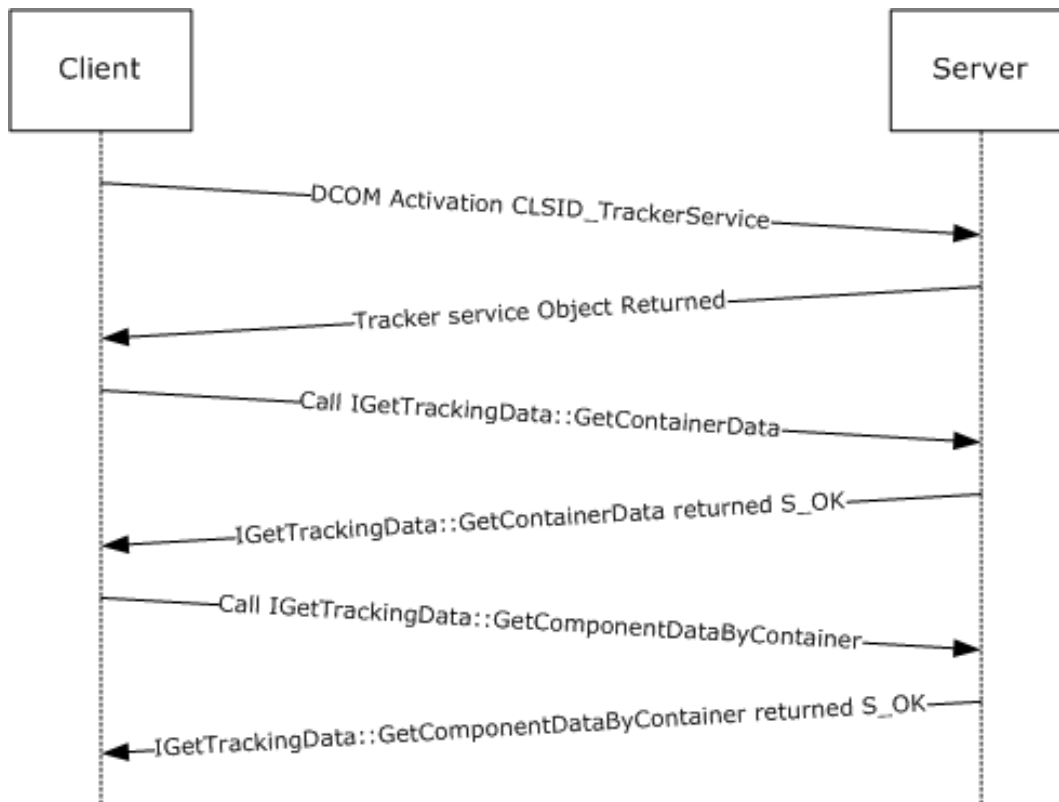 Client
Server
DCOM Activation CLSID_TrackerService
Tracker service Object Returned
Call IGetTrackingData::GetContainerData
IGetTrackingData::GetContainerData returned S_OK
Call IGetTrackingData::GetComponentDataByContainer
IGetTrackingData::GetComponentDataByContainer returned S_OK